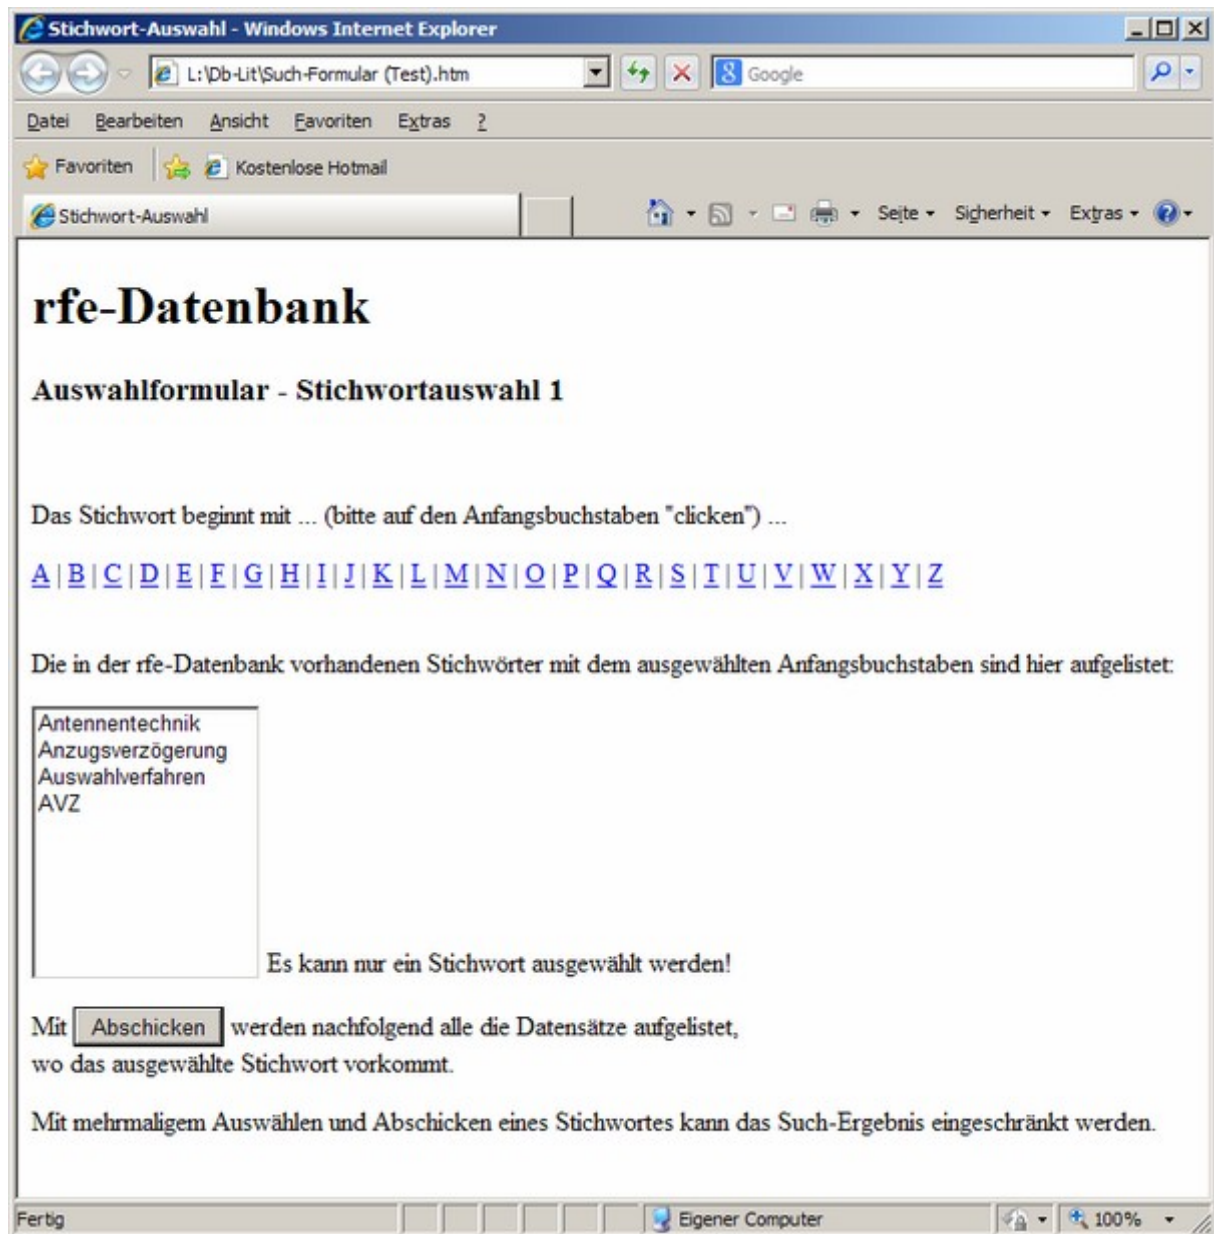 Stichwort-Auswahl - Windows Internet Explorer
L:\Db-Lit\Such-Formular (Test).htm
Google
Datei Bearbeiten Ansicht Favoriten Extras ?
Favoriten Kostenlose Hotmail
Stichwort-Auswahl Seite Sicherheit Extras
rfe-Datenbank
Auswahlformular - Stichwortauswahl 1
Das Stichwort beginnt mit ... (bitte auf den Anfangsbuchstaben "clicken") ...
A | B | C | D | E | F | G | H | I | J | K | L | M | N | O | P | Q | R | S | T | U | V | W | X | Y | Z
Die in der rfe-Datenbank vorhandenen Stichwörter mit dem ausgewählten Anfangsbuchstaben sind hier aufgelistet:
Antennentechnik
Anzugsverzögerung
Auswahlverfahren
AVZ
Es kann nur ein Stichwort ausgewählt werden!
Mit Abschicken werden nachfolgend alle die Datensätze aufgelistet,
wo das ausgewählte Stichwort vorkommt.
Mit mehrmaligem Auswählen und Abschicken eines Stichwortes kann das Such-Ergebnis eingeschränkt werden.
Fertig Eigener Computer 100%